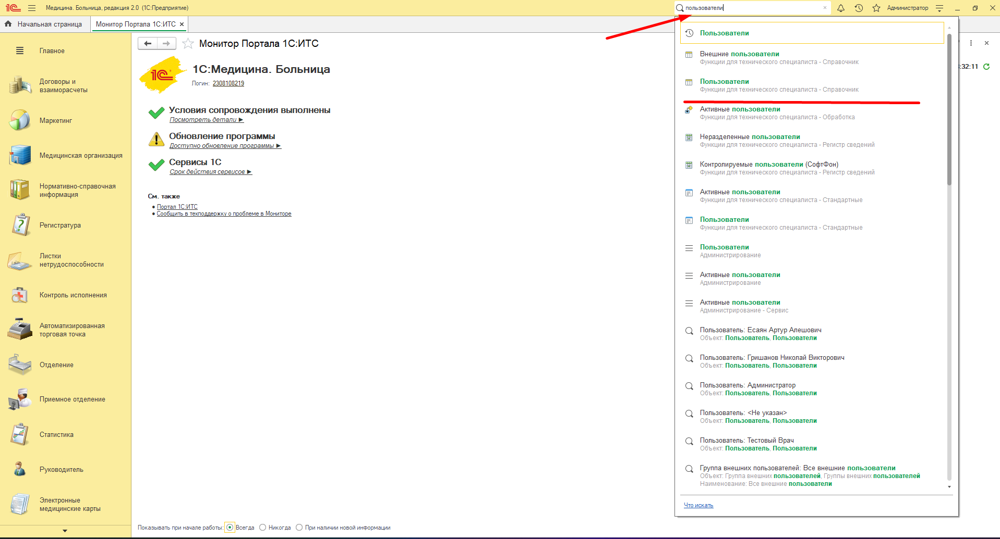 1С Медицина. Больница, редакция 2.0 (1С:Предприятие)
пользователи
Администратор
Начальная страница
Монитор Портала 1С:ИТС
Главное
Договоры и
взаиморасчеты
Маркетинг
Медицинская организация
Нормативно-справочная
информация
Регистратура
Листки
нетрудоспособности
Контроль исполнения
Автоматизированная
торговая точка
Отделение
Приемное отделение
Статистика
Руководитель
Электронные
медицинские карты
Монитор Портала 1С:ИТС
1С
1С:Медицина. Больница
Логин: 2308108219
Условия сопровождения выполнены
Посмотреть детали ►
Обновление программы
Доступно обновление программы ►
Сервисы 1С
Срок действия сервисов ►
См. также
• Портал 1С:ИТС
• Сообщить в техподдержку о проблеме в Мониторе
Показывать при начале работы: Всегда Никогда При наличии новой информации
:32:11
Пользователи
Внешние пользователи
Функции для технического специалиста - Справочник
Пользователи
Функции для технического специалиста - Справочник
Активные пользователи
Функции для технического специалиста - Обработка
Неразделенные пользователи
Функции для технического специалиста - Регистр сведений
Контролируемые пользователи (СофтФон)
Функции для технического специалиста - Регистр сведений
Активные пользователи
Функции для технического специалиста - Стандартные
Пользователи
Функции для технического специалиста - Стандартные
Пользователи
Администрирование
Активные пользователи
Администрирование
Активные пользователи
Администрирование - Сервис
Пользователь: Есаян Артур Алешович
Объект: Пользователь, Пользователи
Пользователь: Гришанов Николай Викторович
Объект: Пользователь, Пользователи
Пользователь: Администратор
Объект: Пользователь, Пользователи
Пользователь: <Не указан>
Объект: Пользователь, Пользователи
Пользователь: Тестовый Врач
Объект: Пользователь, Пользователи
Группа внешних пользователей: Все внешние пользователи
Объект: Группа внешних пользователей, Группы внешних пользователей
Наименование: Все внешние пользователи
Что искать